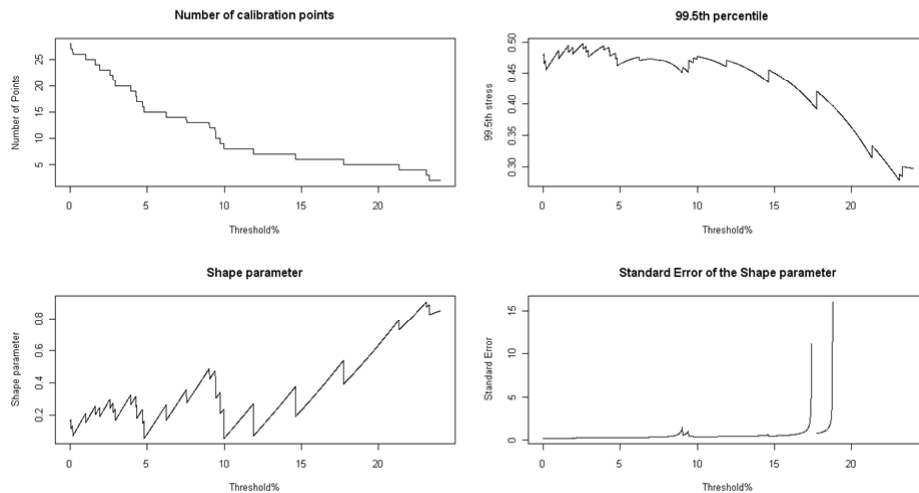 Number of calibration points
Number of Points
25
20
15
10
5
0 5 10 15 20
Threshold%
99.5th percentile
99.5th stress
0.50
0.45
0.40
0.35
0.30
0 5 10 15 20
Threshold%
Shape parameter
Shape parameter
0.8
0.6
0.4
0.2
0 5 10 15 20
Threshold%
Standard Error of the Shape parameter
Standard Error
15
10
5
0
0 5 10 15 20
Threshold%